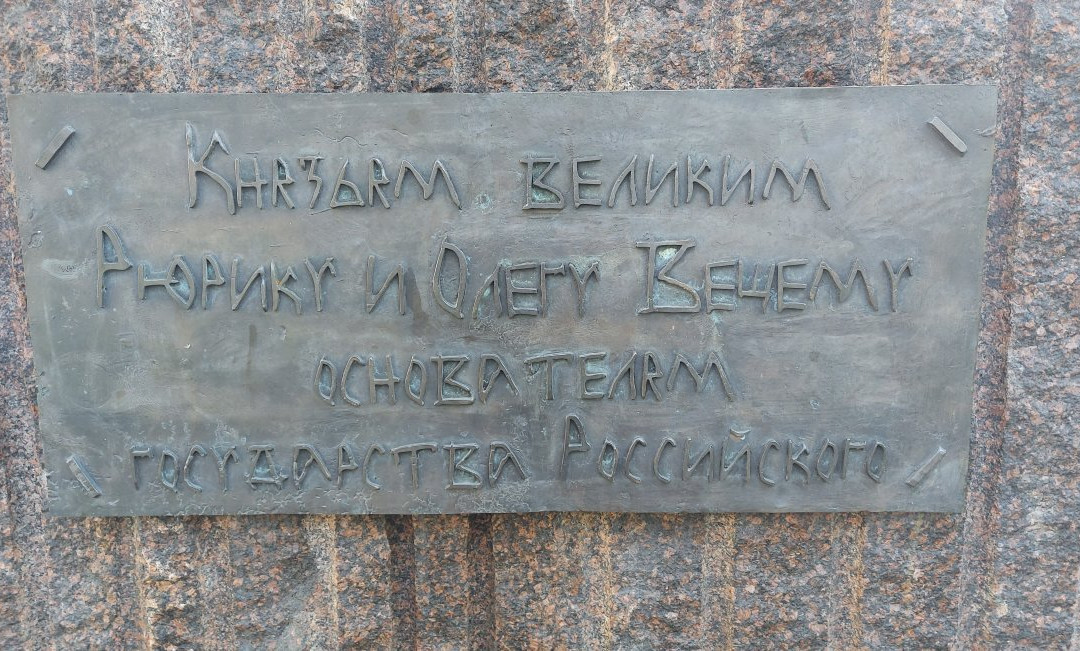 Князьям великим
Рюрику и Олегу Вещему
основателям
государства Российского